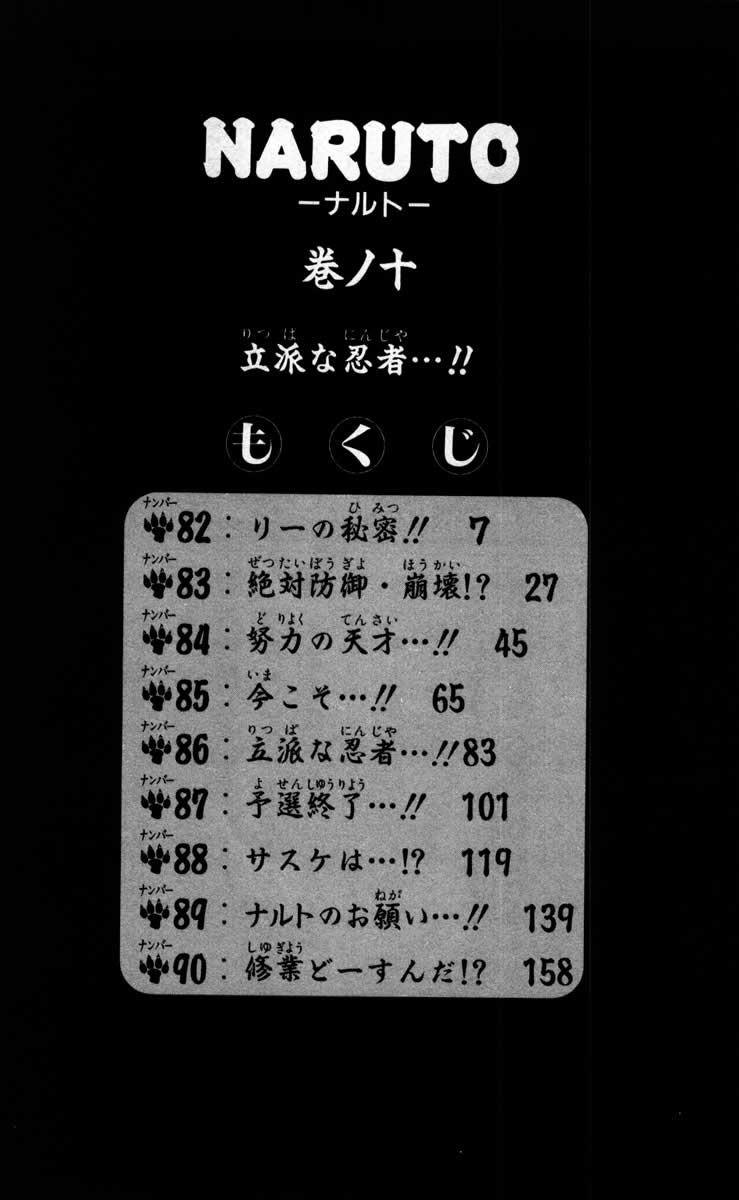 NARUTO
ーナルトー
巻ノ十
りっぱ にんじゃ
立派な忍者…!!
もくじ
ナンバー ひみつ
82：リーの秘密!! 7
ナンバー ぜったいぼうぎょ ほうかい
83：絶対防御・崩壊!? 27
ナンバー どりょく てんさい
84：努力の天才…!! 45
ナンバー いま
85：今こそ…!! 65
ナンバー りっぱ にんじゃ
86：立派な忍者…!! 83
ナンバー よせんしゅうりょう
87：予選終了…!! 101
ナンバー
88：サスケは…!? 119
ナンバー ねが
89：ナルトのお願い…!! 139
ナンバー しゅぎょう
90：修業どーすんだ!? 158